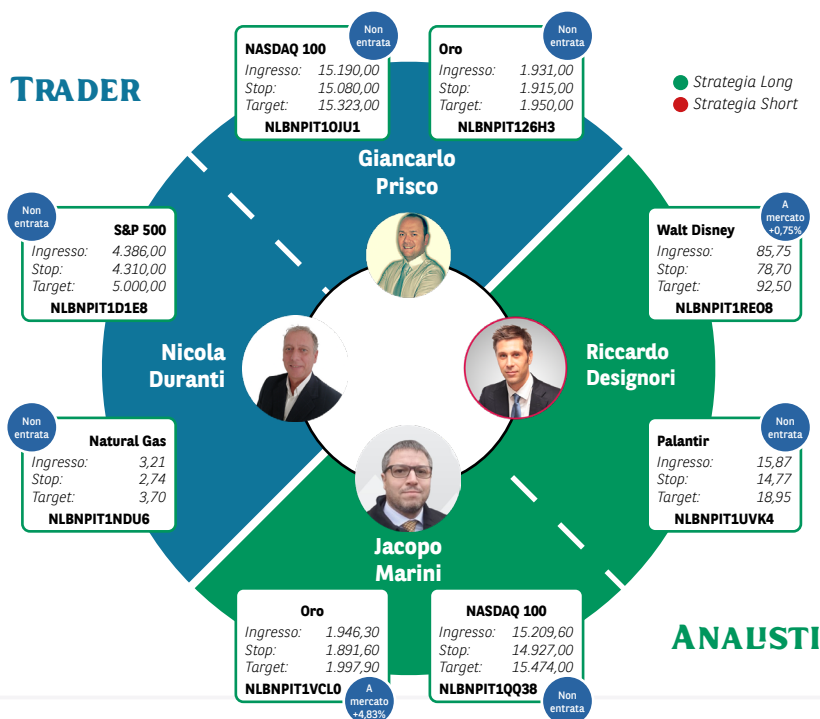 TRADER
Non
entrata
NASDAQ 100
Ingresso: 15.190,00
Stop: 15.080,00
Target: 15.323,00
NLBNPIT10JU1
Non
entrata
Oro
Ingresso: 1.931,00
Stop: 1.915,00
Target: 1.950,00
NLBNPIT126H3
Strategia Long
Strategia Short
Giancarlo
Prisco
Non
entrata
S&P 500
Ingresso: 4.386,00
Stop: 4.310,00
Target: 5.000,00
NLBNPIT1D1E8
A
mercato
+0,75%
Walt Disney
Ingresso: 85,75
Stop: 78,70
Target: 92,50
NLBNPIT1REO8
Nicola
Duranti
Riccardo
Designori
Non
entrata
Natural Gas
Ingresso: 3,21
Stop: 2,74
Target: 3,70
NLBNPIT1NDU6
Non
entrata
Palantir
Ingresso: 15,87
Stop: 14,77
Target: 18,95
NLBNPIT1UVK4
Jacopo
Marini
Oro
Ingresso: 1.946,30
Stop: 1.891,60
Target: 1.997,90
NLBNPIT1VCL0
A
mercato
+4,83%
NASDAQ 100
Ingresso: 15.209,60
Stop: 14.927,00
Target: 15.474,00
NLBNPIT1QQ38
Non
entrata
ANALISTI